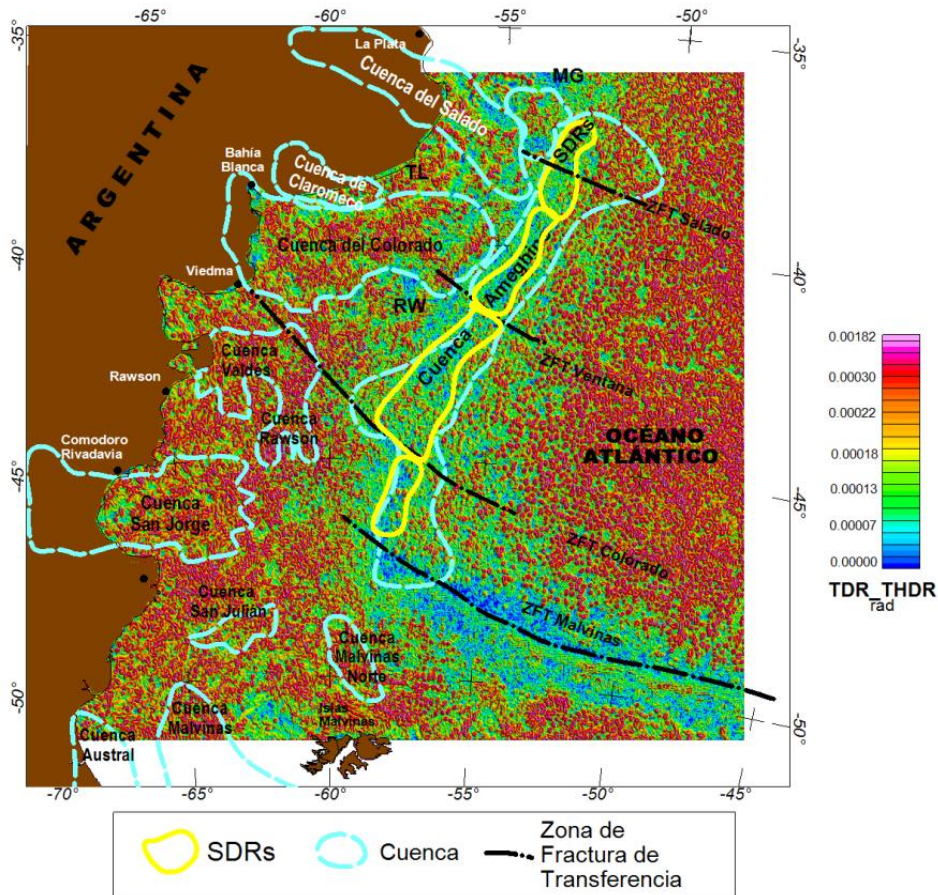 -65°
-60°
-55°
-50°
-35°
-35°
La Plata
MG
Cuenca del Salado
ARGENTINA
SDRs
Bahía
Blanca
Cuenca de
Claromecó
TL
ZFT Salado
Cuenca del Colorado
-40°
-40°
Viedma
RW
Cuenca Ameghino
ZFT Ventana
Cuenca
Valdés
Rawson
Cuenca
Rawson
OCÉANO
ATLÁNTICO
Comodoro
Rivadavia
-45°
-45°
Cuenca
San Jorge
ZFT Colorado
Cuenca
San Julián
ZFT Malvinas
Cuenca
Malvinas
Norte
-50°
-50°
Cuenca
Malvinas
Islas
Malvinas
Cuenca
Austral
-70°
-65°
-60°
-55°
-50°
-45°
0.00182
0.00030
0.00022
0.00018
0.00014
0.00007
0.00000
TDR_THDR
rad
SDRs
Cuenca
Zona de
Fractura de
Transferencia